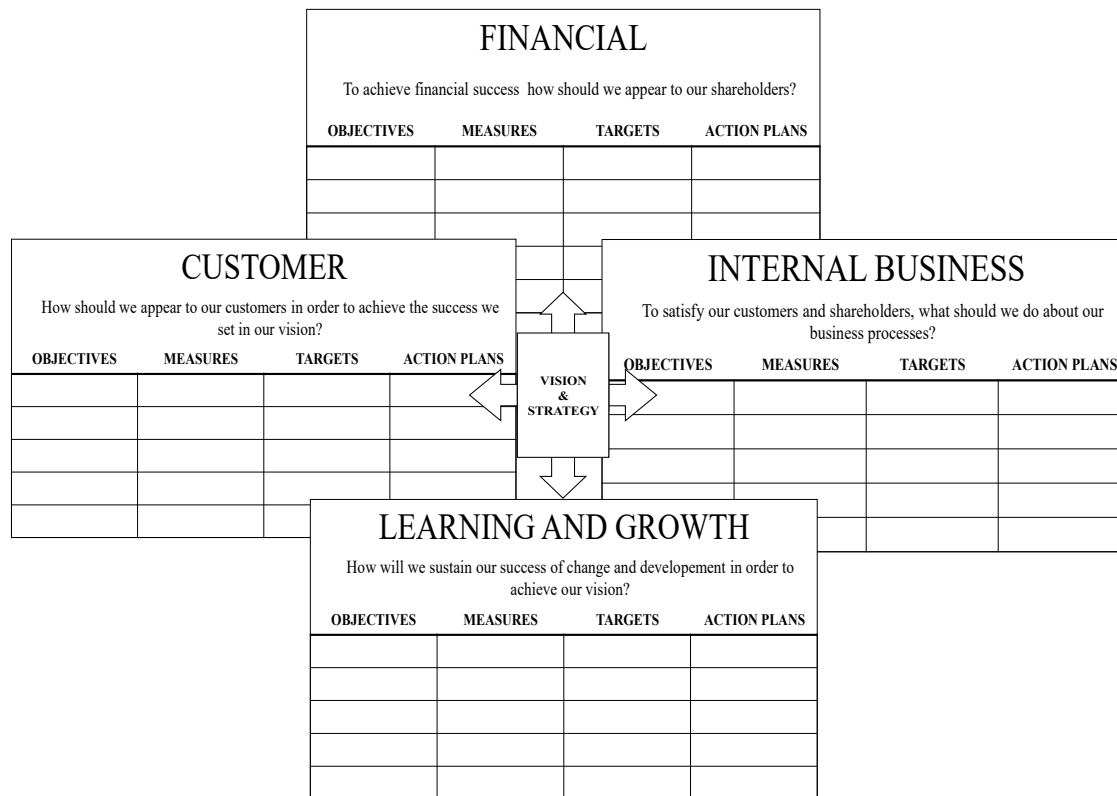 FINANCIAL
To achieve financial success how should we appear to our shareholders?
OBJECTIVES MEASURES TARGETS ACTION PLANS
CUSTOMER
How should we appear to our customers in order to achieve the success we
set in our vision?
OBJECTIVES MEASURES TARGETS ACTION PLANS
VISION
&
STRATEGY
INTERNAL BUSINESS
To satisfy our customers and shareholders, what should we do about our
business processes?
OBJECTIVES MEASURES TARGETS ACTION PLANS
LEARNING AND GROWTH
How will we sustain our success of change and developement in order to
achieve our vision?
OBJECTIVES MEASURES TARGETS ACTION PLANS